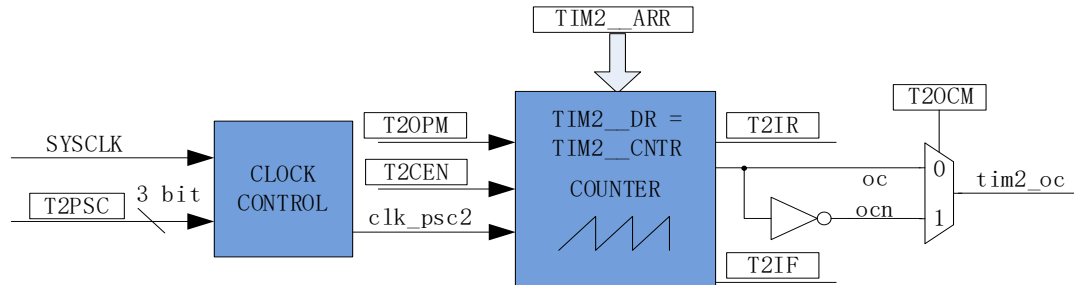 TIM2__ARR
T2OPM
TIM2__DR =
TIM2__CNTR
T2IR
T2OCM
SYSCLK
CLOCK
CONTROL
T2CEN
COUNTER
oc
0
tim2_oc
T2PSC
3 bit
clk_psc2
ocn
1
T2IF